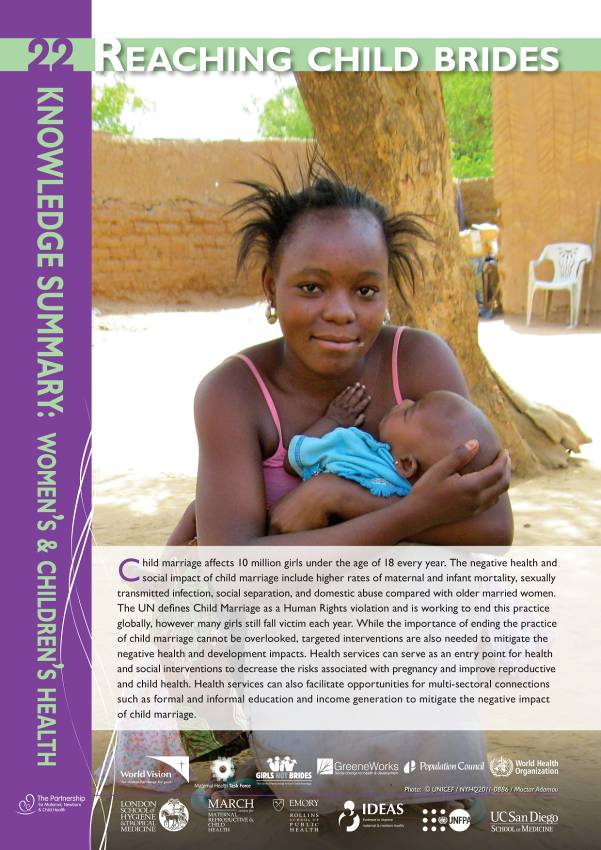 22
REACHING CHILD BRIDES
KNOWLEDGE SUMMARY: WOMEN'S & CHILDREN'S HEALTH
Child marriage affects 10 million girls under the age of 18 every year. The negative health and
social impact of child marriage include higher rates of maternal and infant mortality, sexually
transmitted infection, social separation, and domestic abuse compared with older married women.
The UN defines Child Marriage as a Human Rights violation and is working to end this practice
globally, however many girls still fall victim each year. While the importance of ending the practice
of child marriage cannot be overlooked, targeted interventions are also needed to mitigate the
negative health and development impacts. Health services can serve as an entry point for health
and social interventions to decrease the risks associated with pregnancy and improve reproductive
and child health. Health services can also facilitate opportunities for multi-sectoral connections
such as formal and informal education and income generation to mitigate the negative impact
of child marriage.
World Vision
Maternal Health Task Force
GIRLS NOT BRIDES
GreeneWorks
Social change for health & development
Population Council
World Health
Organization
Photo: © UNICEF / NYHQ2011-0886 / Moctar Adamou
The Partnership
for Maternal, Newborn
& Child Health
LONDON
SCHOOL of
HYGIENE
&TROPICAL
MEDICINE
MARCH
MATERNAL
REPRODUCTIVE &
CHILD
HEALTH
EMORY
ROLLINS
SCHOOL OF
PUBLIC
HEALTH
IDEAS
Evidence to improve
maternal & newborn health
UNFPA
UC San Diego
SCHOOL OF MEDICINE